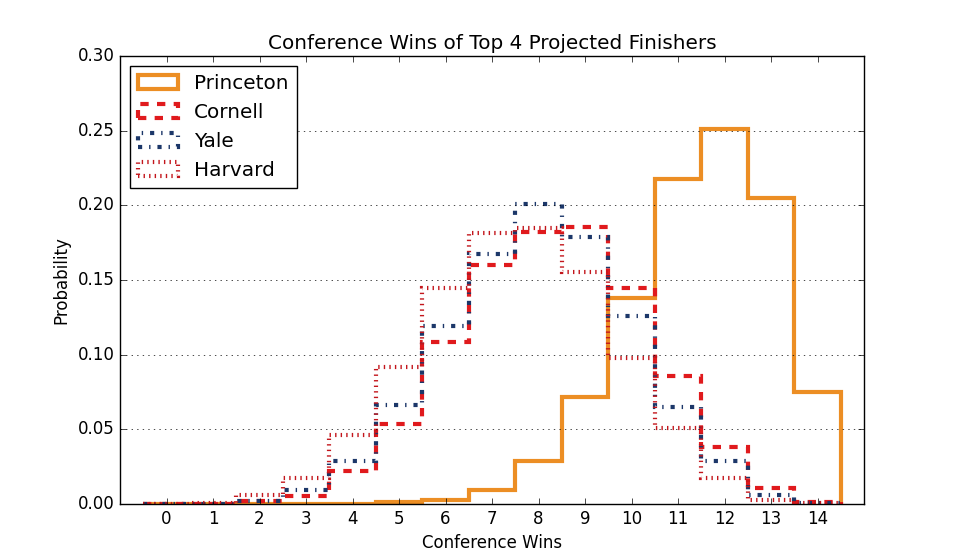 Conference Wins of Top 4 Projected Finishers
0.30
0.25
0.20
0.15
0.10
0.05
0.00
Probability
Princeton
Cornell
Yale
Harvard
0 1 2 3 4 5 6 7 8 9 10 11 12 13 14
Conference Wins